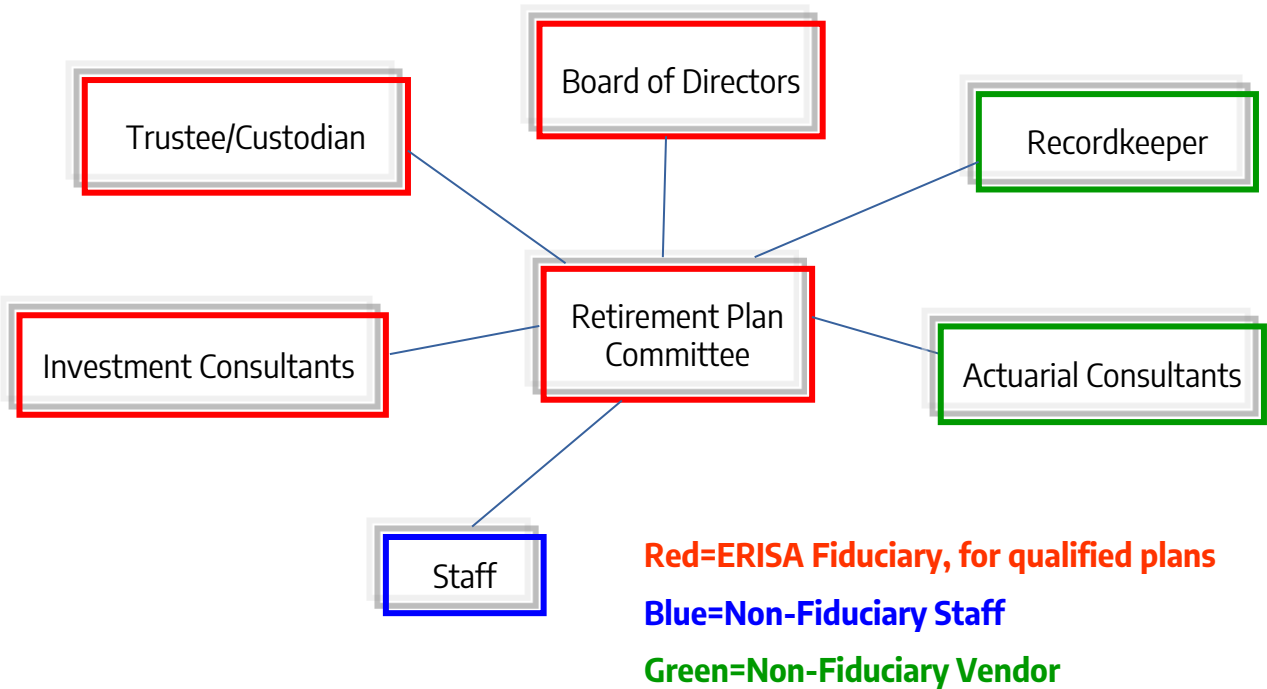 Board of Directors
Trustee/Custodian
Recordkeeper
Retirement Plan
Committee
Investment Consultants
Actuarial Consultants
Staff
Red=ERISA Fiduciary, for qualified plans
Blue=Non-Fiduciary Staff
Green=Non-Fiduciary Vendor